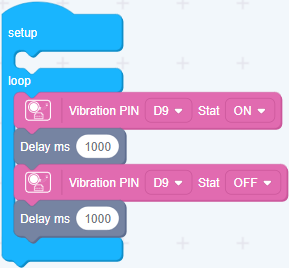 setup
loop
Vibration PIN D9 Stat ON
Delay ms 1000
Vibration PIN D9 Stat OFF
Delay ms 1000